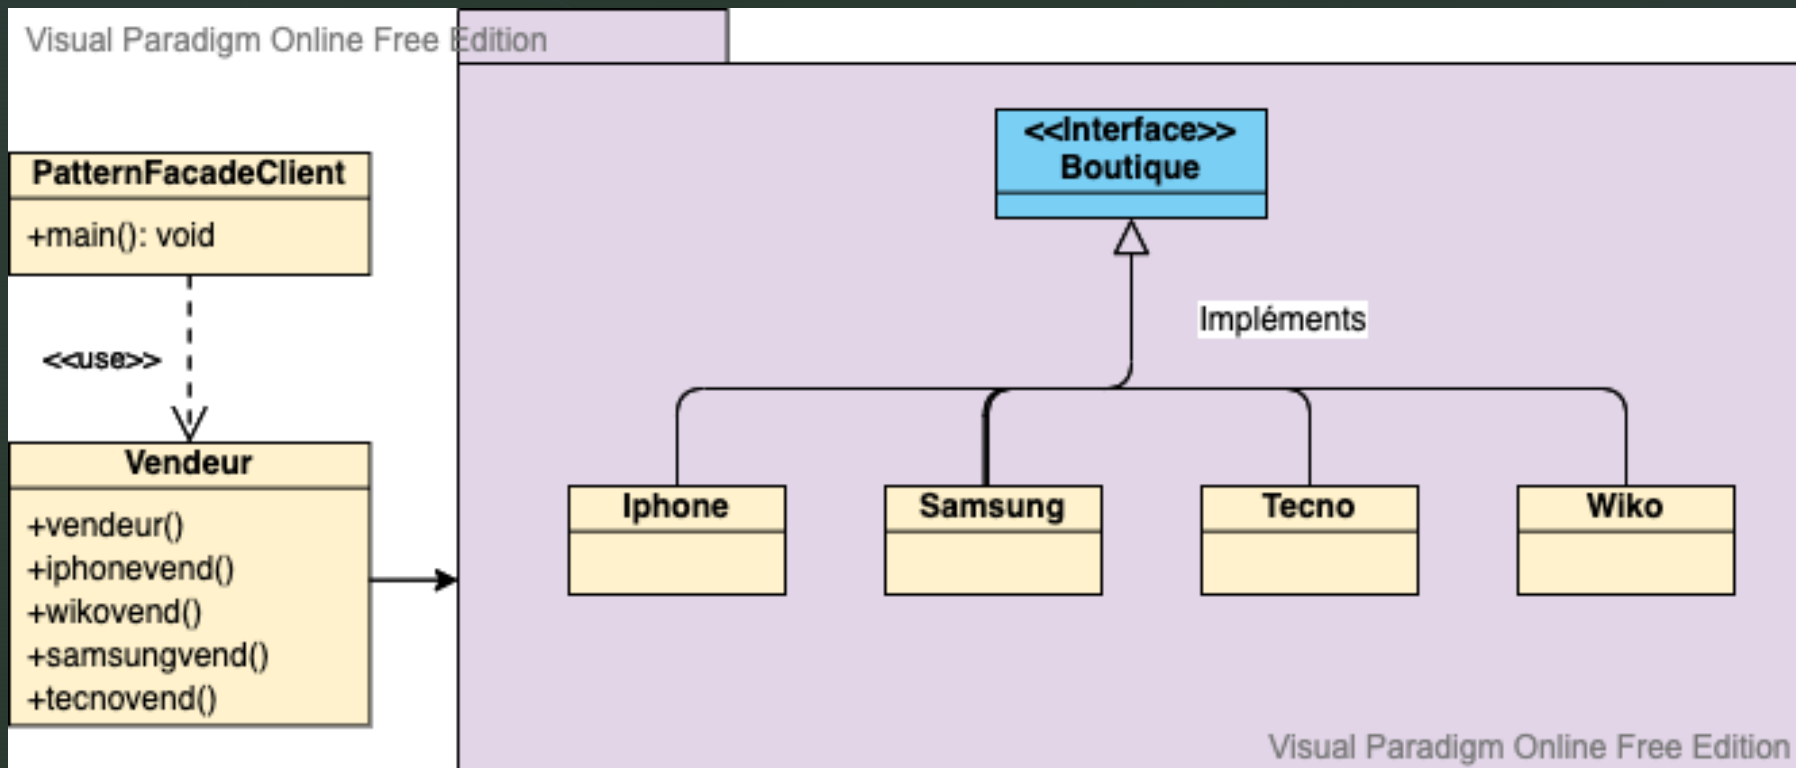 Visual Paradigm Online Free Edition
<<Interface>>
Boutique
PatternFacadeClient
+main(): void
Impléments
<<use>>
Vendeur
+vendeur()
+iphonevend()
+wikovend()
+samsungvend()
+tecnovend()
Iphone
Samsung
Tecno
Wiko
Visual Paradigm Online Free Edition